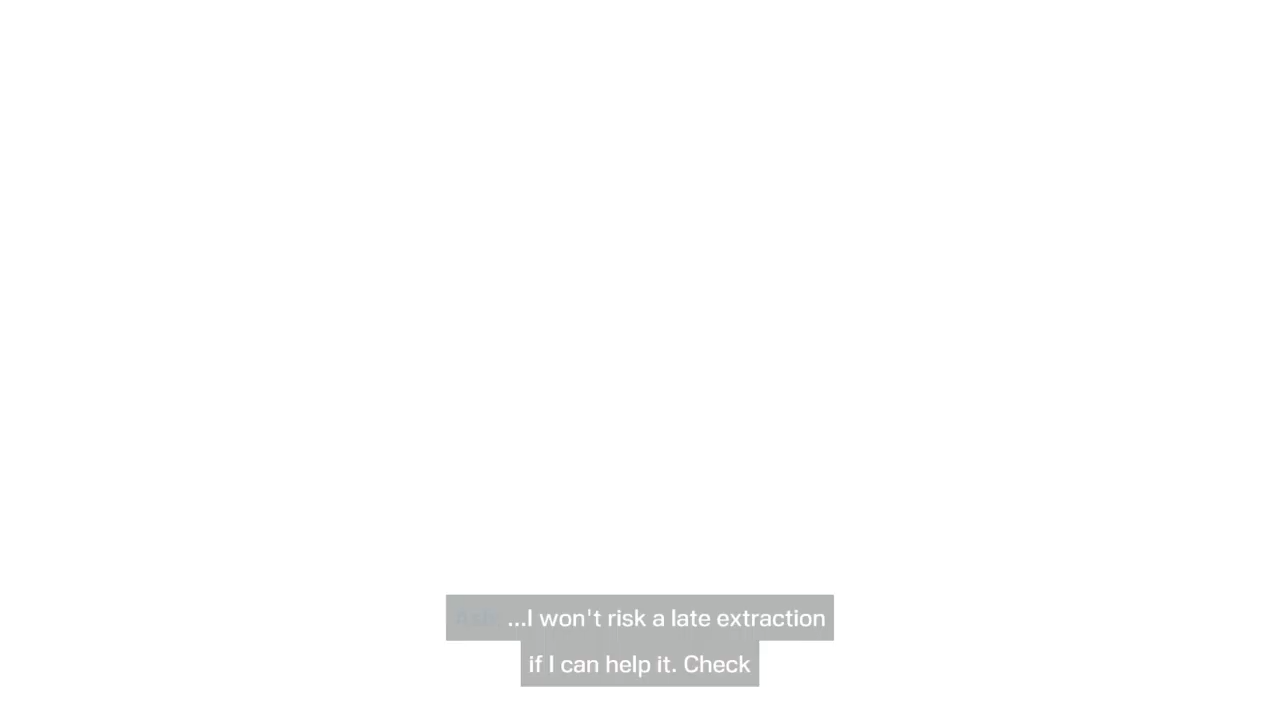 ...I won't risk a late extraction
if I can help it. Check